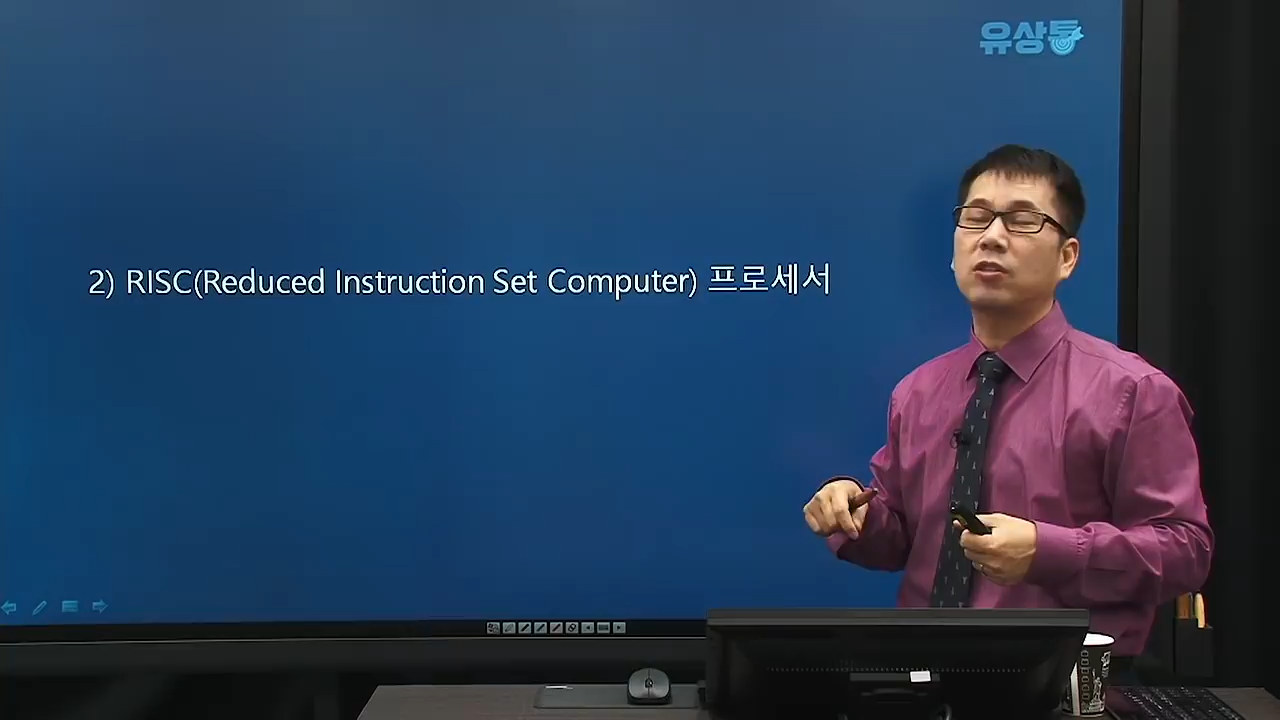 유상통
2) RISC(Reduced Instruction Set Computer) 프로세서